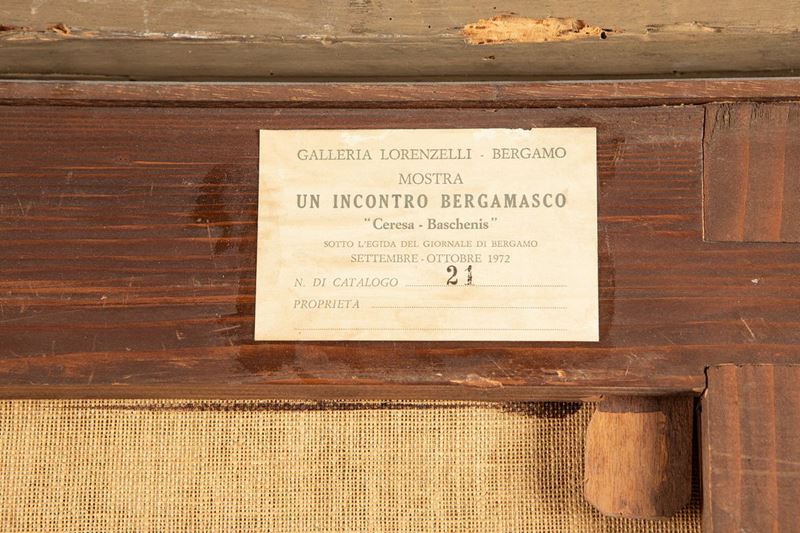 GALLERIA LORENZELLI - BERGAMO
MOSTRA
UN INCONTRO BERGAMASCO
"Ceresa - Baschenis"
SOTTO L'EGIDA DEL GIORNALE DI BERGAMO
SETTEMBRE - OTTOBRE 1972
N. DI CATALOGO 21
PROPRIETA